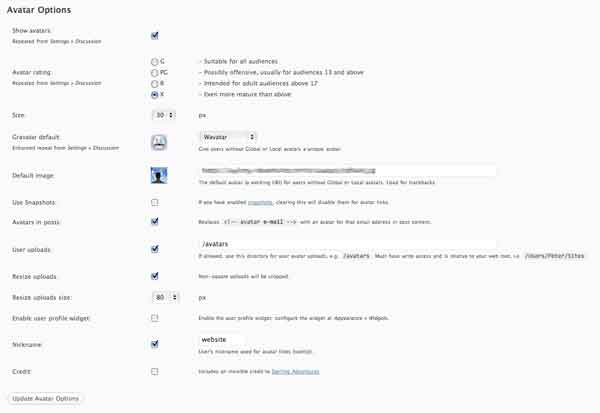 Avatar Options
Show avatars:
Repeated from Settings > Discussion
G – Suitable for all audiences
Avatar rating: PG – Possibly offensive, usually for audiences 13 and above
Repeated from Settings > Discussion R – Intended for adult audiences above 17
X – Even more mature than above
Size: 30 px
Gravatar default: Wavatar
Enhanced repeat from Settings > Discussion Give users without Global or Local avatars a unique avatar.
Default image:
The default avatar (a working URI) for users without Global or Local avatars. Used for trackbacks.
Use Snapshots: If you have enabled snapshots, clearing this will disable them for avatar links.
Avatars in posts: Replaces <!-- avatar e-mail --> with an avatar for that email address in post content.
User uploads: /avatars
If allowed, use this directory for user avatar uploads, e.g. /avatars. Must have write access and is relative to your web root, i.e. /Users/Peter/Sites
Resize uploads: Non-square uploads will be cropped.
Resize uploads size: 80 px
Enable user profile widget: Enable the user profile widget; configure the widget at Appearance > Widgets.
Nickname: website
User's nickname used for avatar titles
Credit: Includes an invisible credit to Sterling Adventures
Update Avatar Options